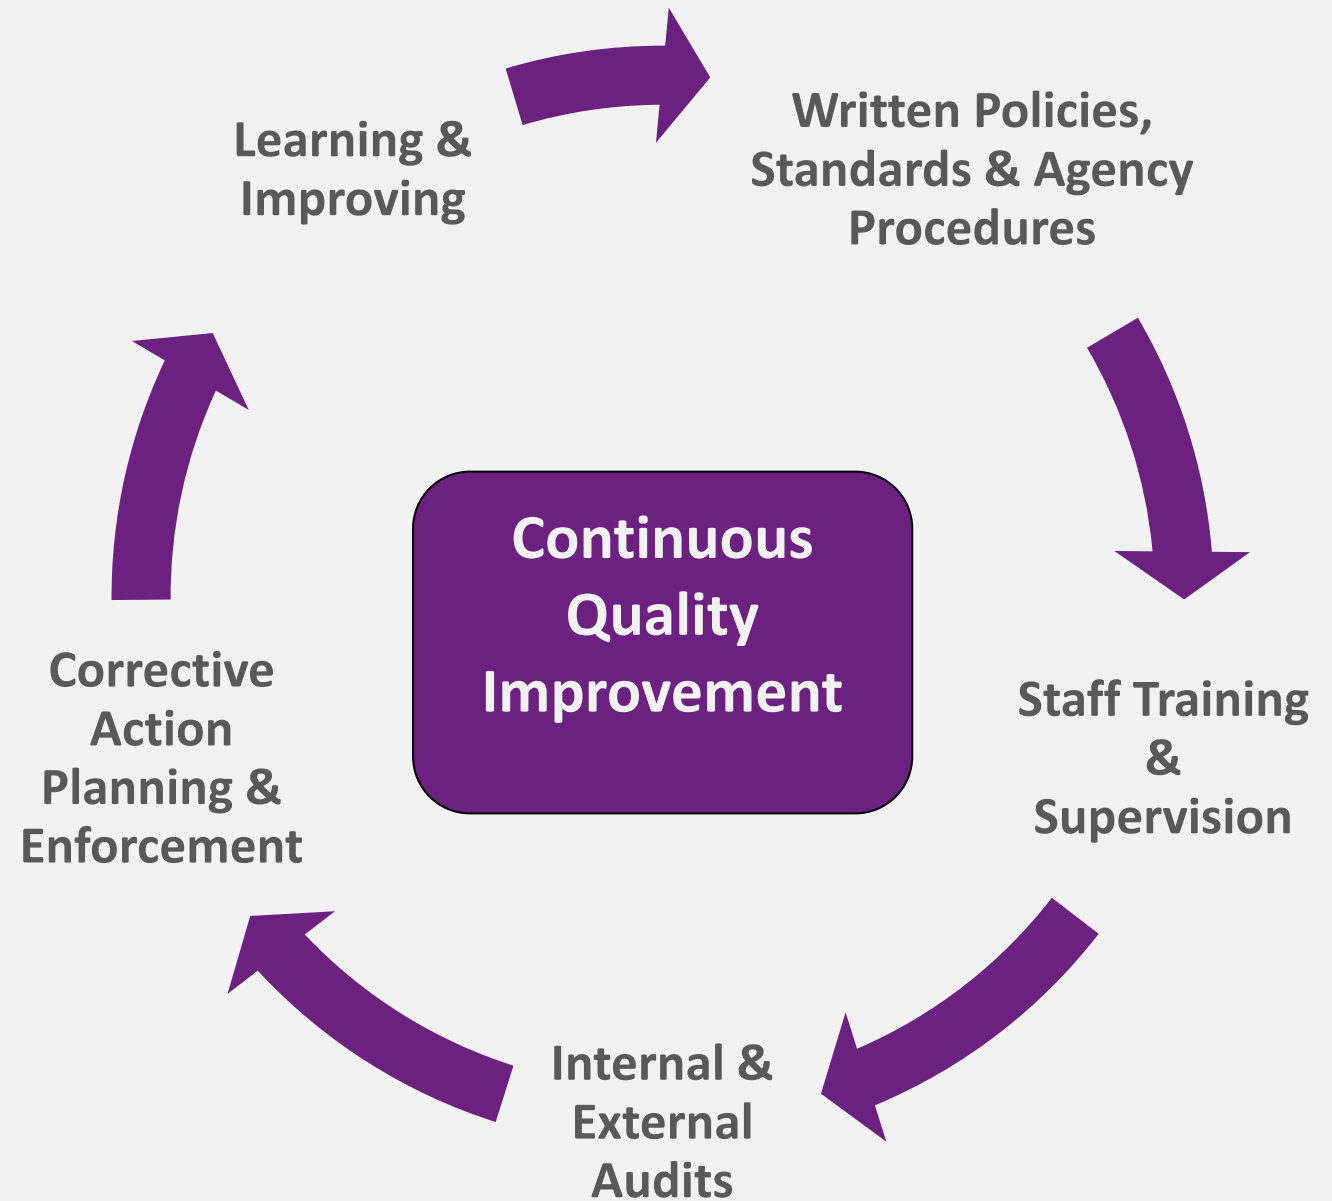 Learning &
Improving
Written Policies,
Standards & Agency
Procedures
Continuous
Quality
Improvement
Staff Training
&
Supervision
Corrective
Action
Planning &
Enforcement
Internal &
External
Audits